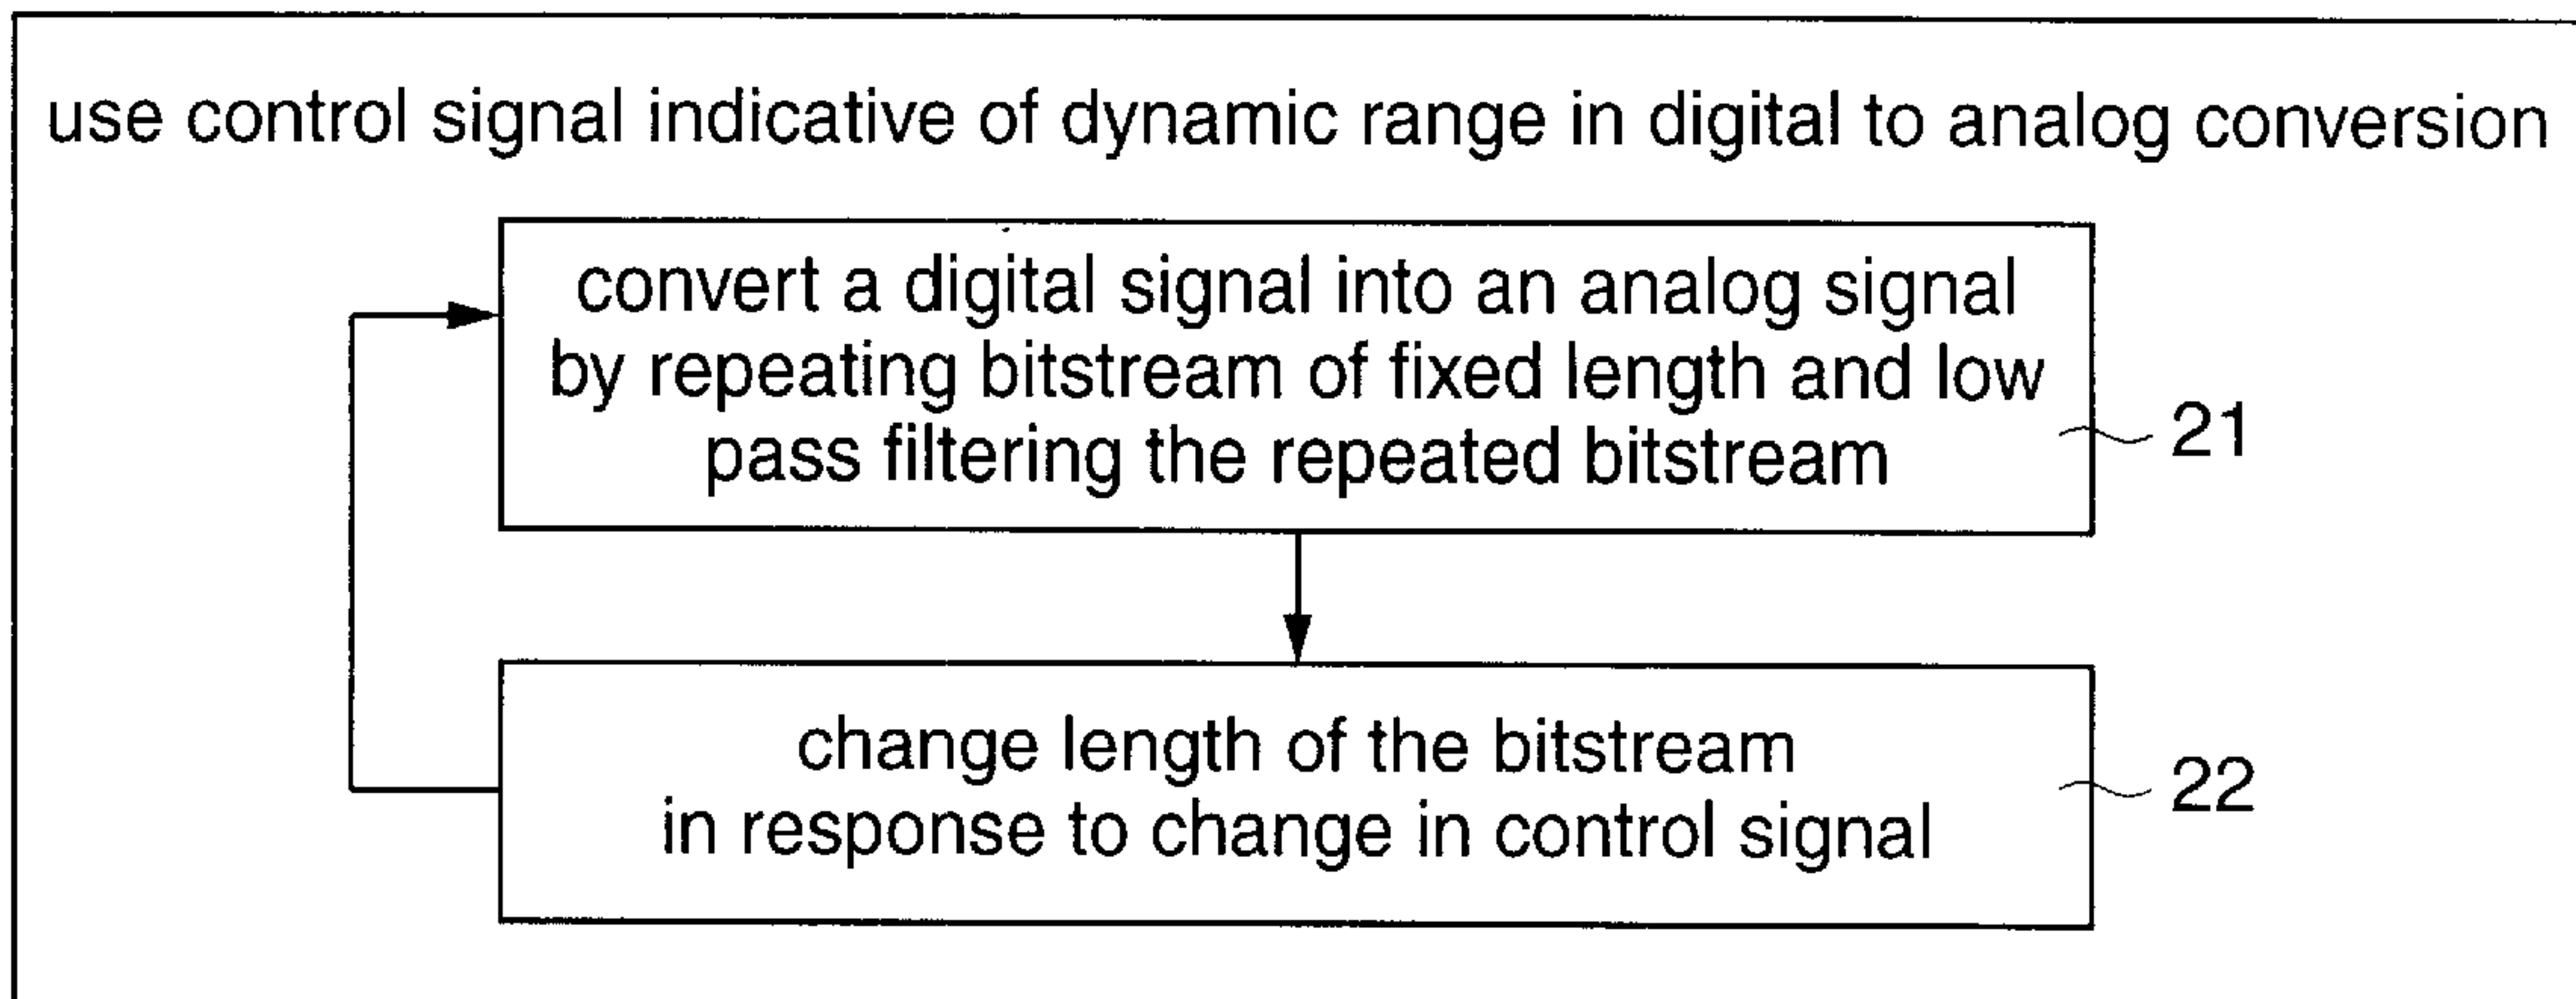 use control signal indicative of dynamic range in digital to analog conversion
convert a digital signal into an analog signal
by repeating bitstream of fixed length and low
pass filtering the repeated bitstream
21
change length of the bitstream
in response to change in control signal
22